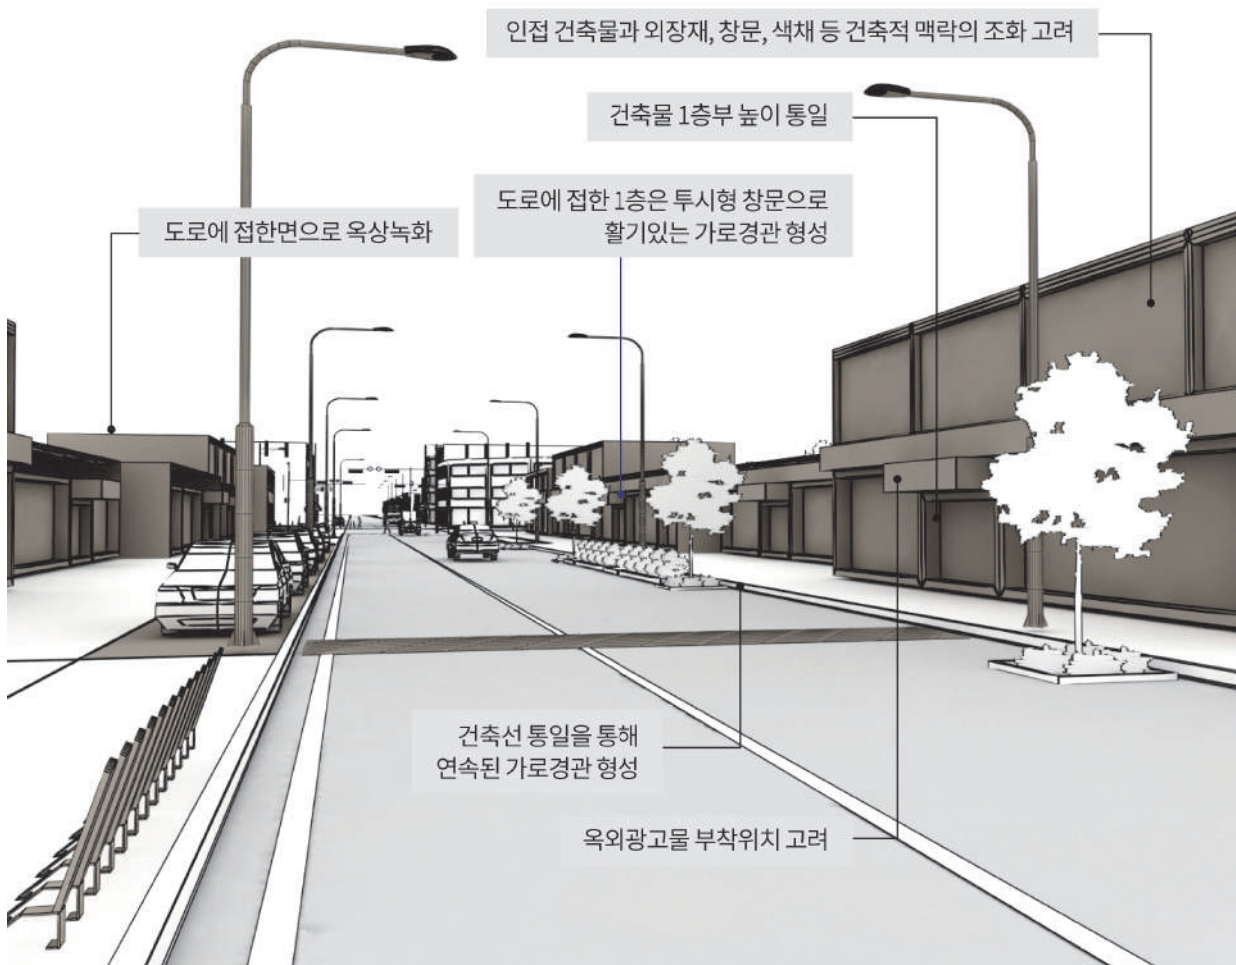 인접 건축물과 외장재, 창문, 색채 등 건축적 맥락의 조화 고려
건축물 1층부 높이 통일
도로에 접한 1층은 투시형 창문으로
활기있는 가로경관 형성
도로에 접한면으로 옥상녹화
건축선 통일을 통해
연속된 가로경관 형성
옥외광고물 부착위치 고려